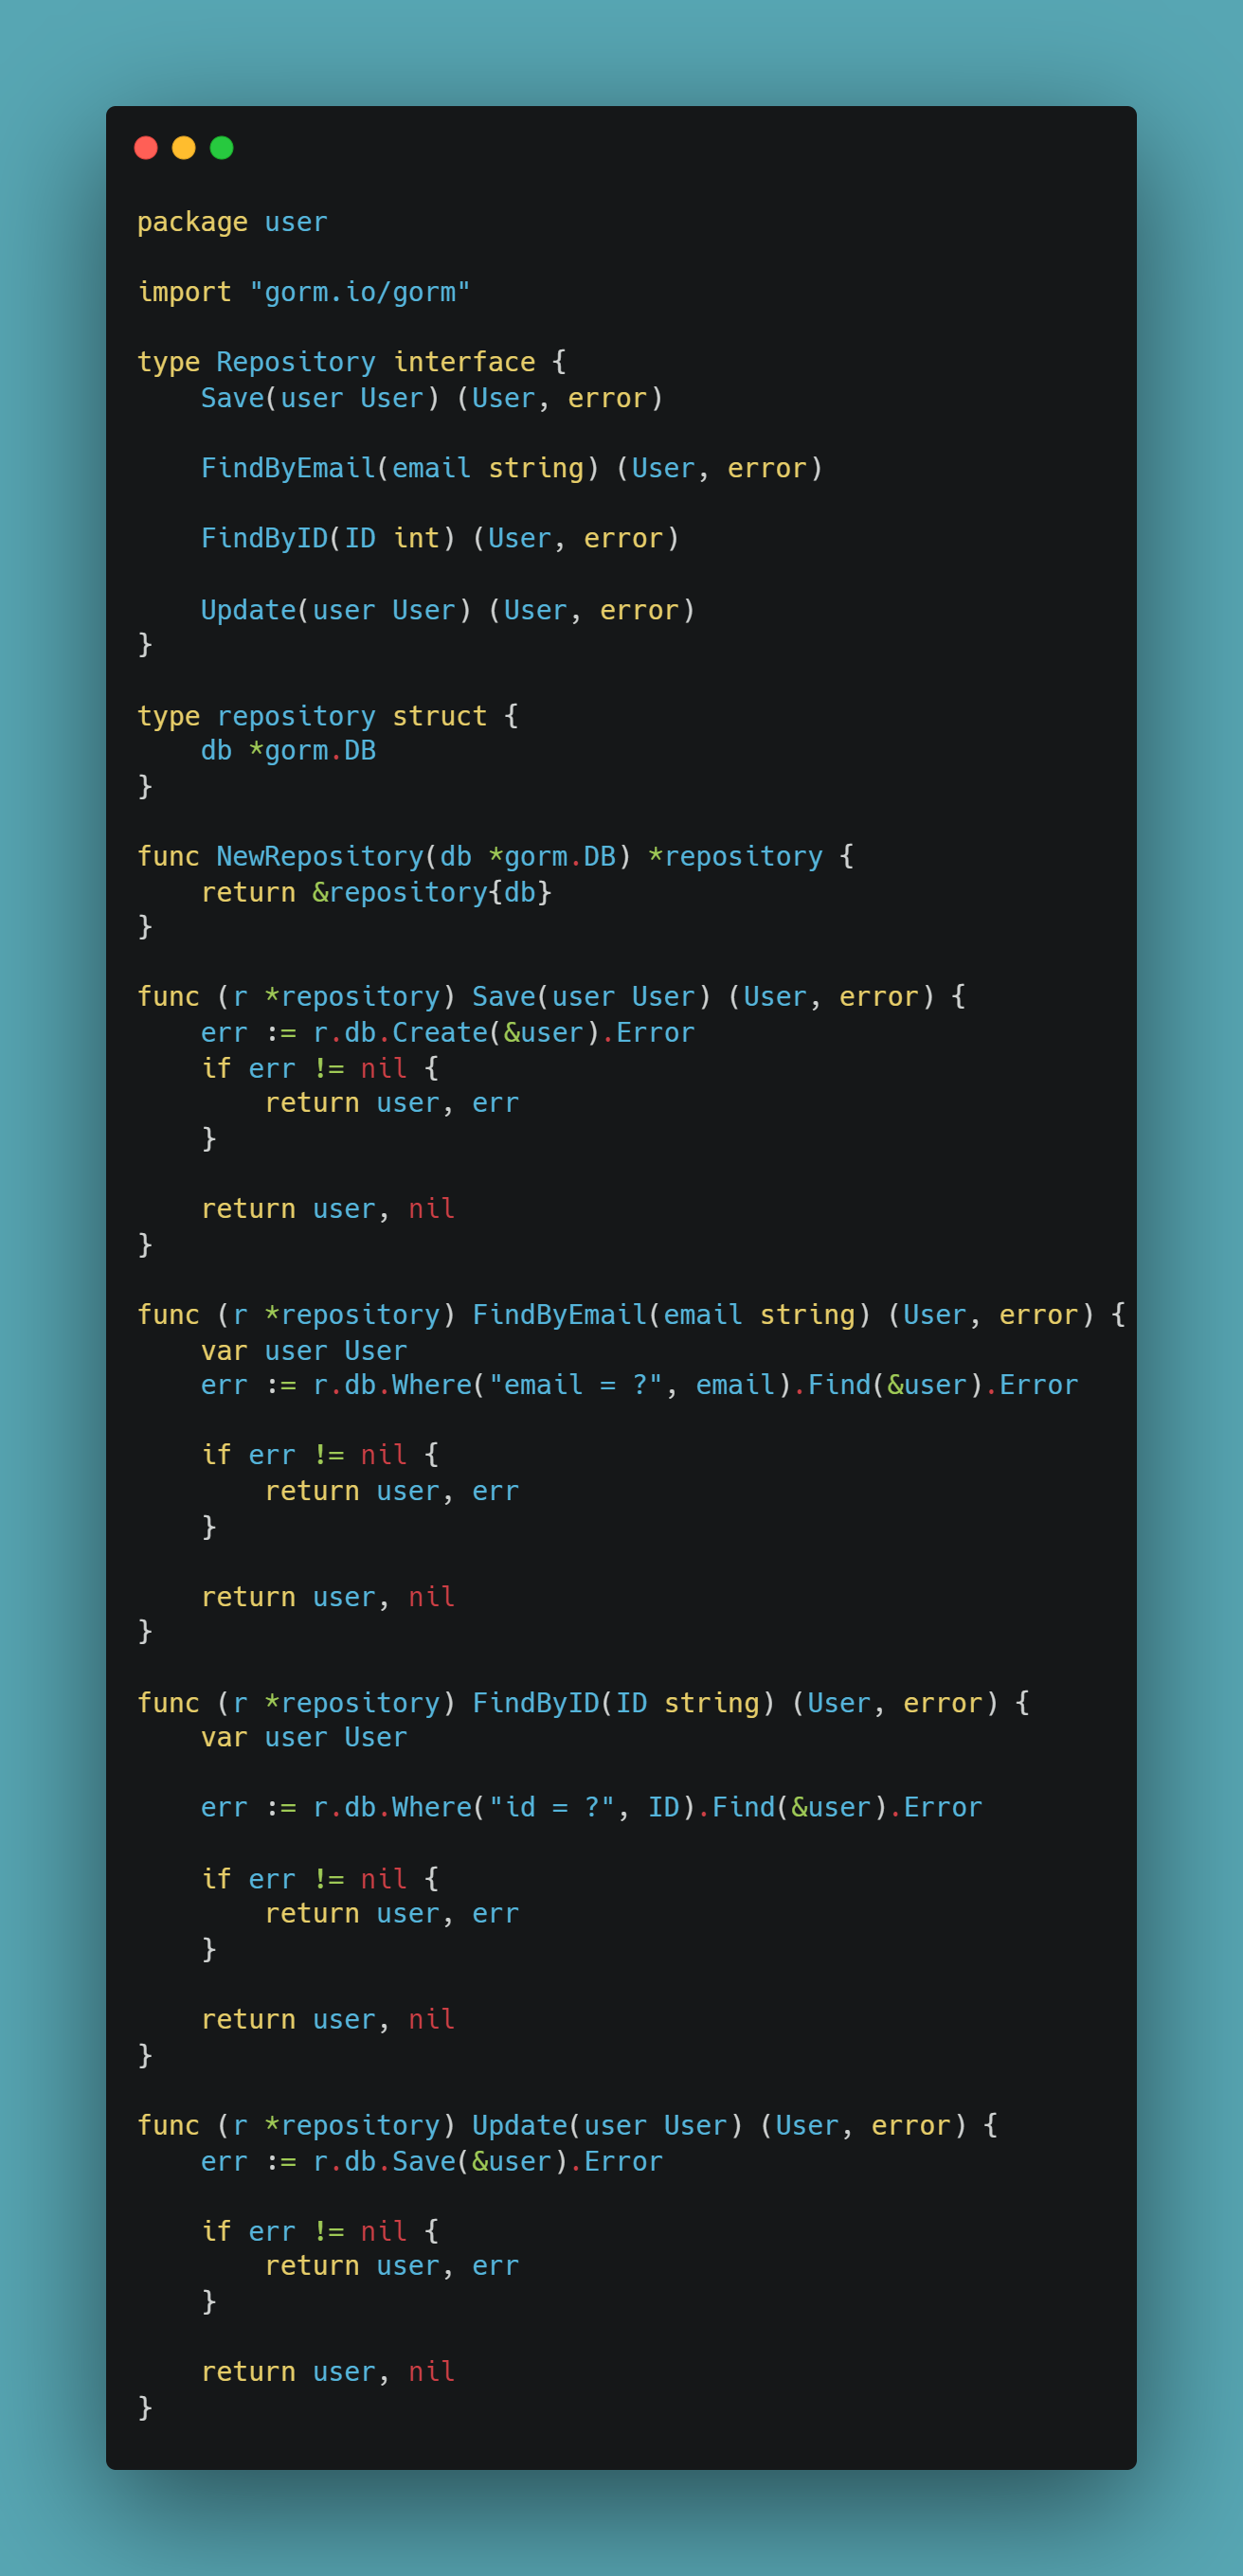 package user
import "gorm.io/gorm"
type Repository interface {
    Save(user User) (User, error)
    FindByEmail(email string) (User, error)
    FindByID(ID int) (User, error)
    Update(user User) (User, error)
}
type repository struct {
    db *gorm.DB
}
func NewRepository(db *gorm.DB) *repository {
    return &repository{db}
}
func (r *repository) Save(user User) (User, error) {
    err := r.db.Create(&user).Error
    if err != nil {
        return user, err
    }
    return user, nil
}
func (r *repository) FindByEmail(email string) (User, error) {
    var user User
    err := r.db.Where("email = ?", email).Find(&user).Error
    if err != nil {
        return user, err
    }
    return user, nil
}
func (r *repository) FindByID(ID string) (User, error) {
    var user User
    err := r.db.Where("id = ?", ID).Find(&user).Error
    if err != nil {
        return user, err
    }
    return user, nil
}
func (r *repository) Update(user User) (User, error) {
    err := r.db.Save(&user).Error
    if err != nil {
        return user, err
    }
    return user, nil
}